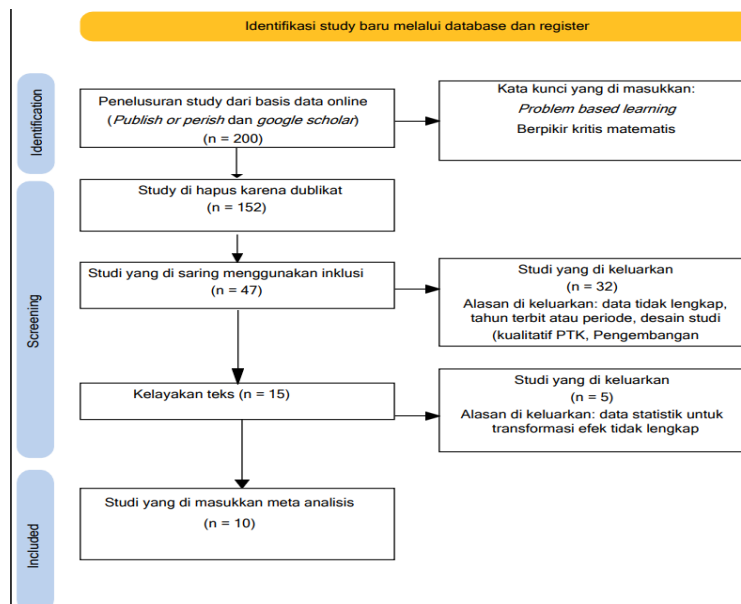 Identifikasi study baru melalui database dan register
Identification
Penelusuran study dari basis data online
(Publish or perish dan google scholar)
(n = 200)
Kata kunci yang di masukkan:
Problem based learning
Berpikir kritis matematis
Screening
Study di hapus karena dublikat
(n = 152)
Studi yang di saring menggunakan inklusi
(n = 47)
Studi yang di keluarkan
(n = 32)
Alasan di keluarkan: data tidak lengkap,
tahun terbit atau periode, desain studi
(kualitatif PTK, Pengembangan
Kelayakan teks (n = 15)
Studi yang di keluarkan
(n = 5)
Alasan di keluarkan: data statistik untuk
transformasi efek tidak lengkap
Included
Studi yang di masukkan meta analisis
(n = 10)